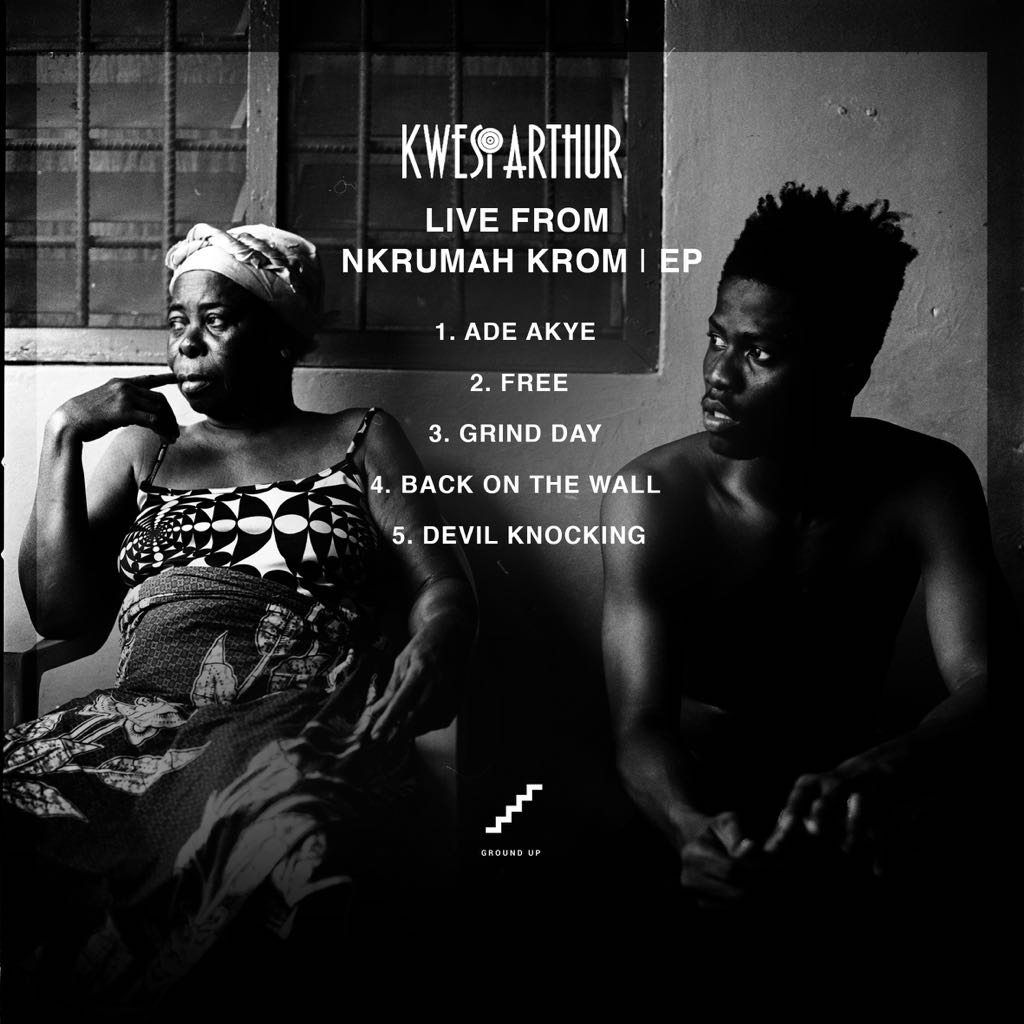 KWESI ARTHUR
LIVE FROM
NKRUMAH KROM | EP
1. ADE AKYE
2. FREE
3. GRIND DAY
4. BACK ON THE WALL
5. DEVIL KNOCKING
GROUND UP